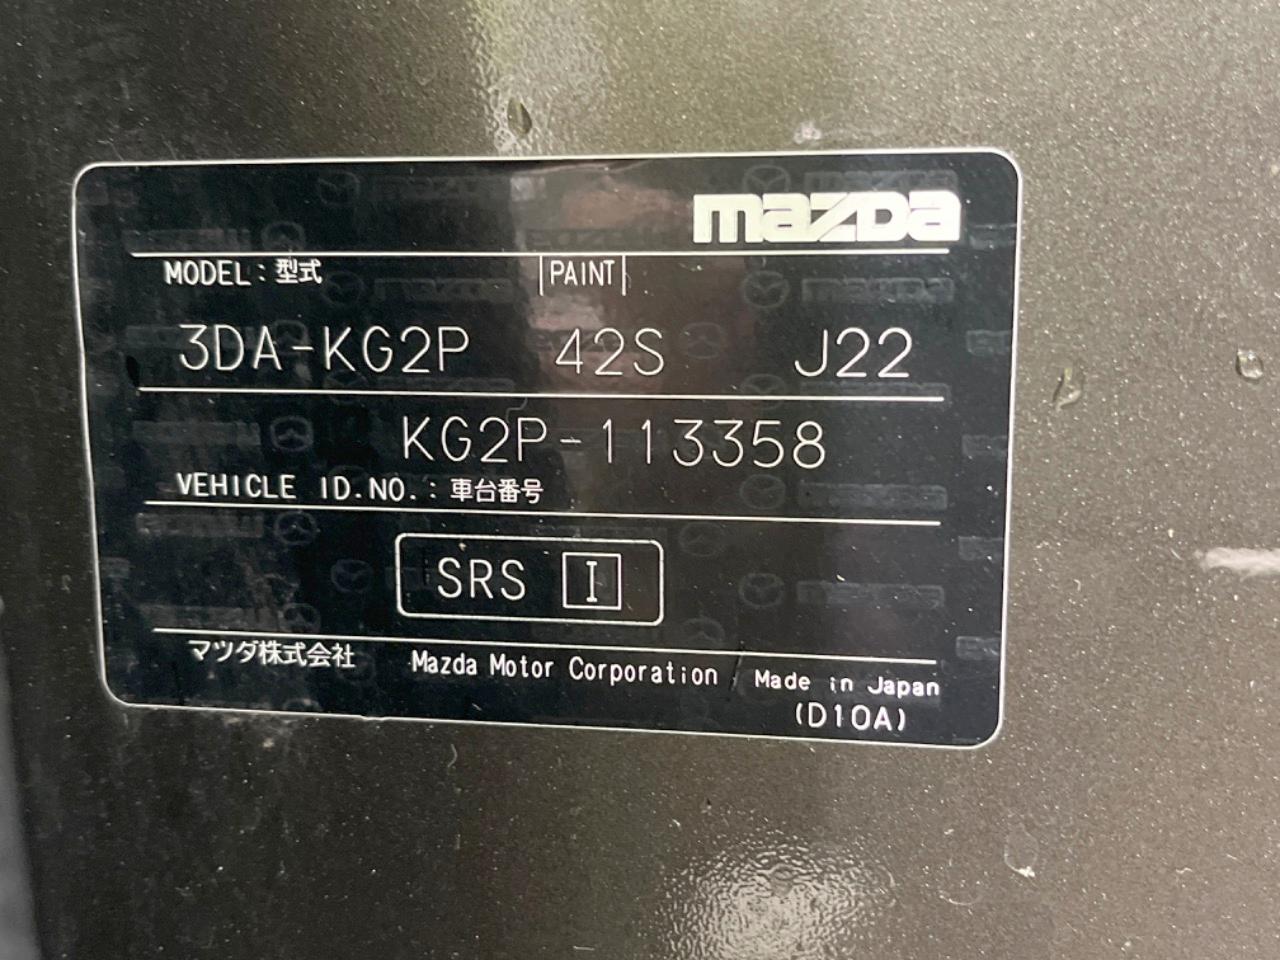 mazda
MODEL：型式 PAINT
3DA-KG2P 42S J22
KG2P-113358
VEHICLE ID.NO.：車台番号
SRS I
マツダ株式会社 Mazda Motor Corporation Made in Japan
(D10A)